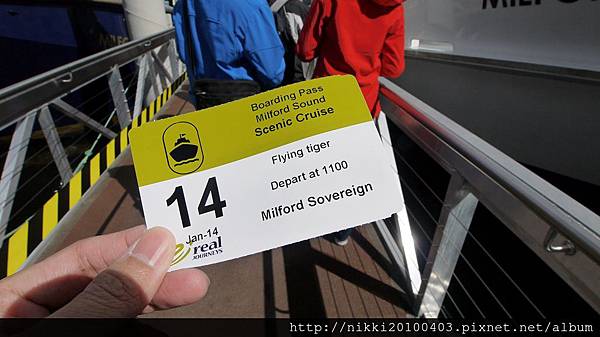 MILFO
Boarding Pass
Milford Sound
Scenic Cruise
Flying tiger
Depart at 1100
Milford Sovereign
14
Jan-14
real
JOURNEYS
http://nikki20100403.pixnet.net/album